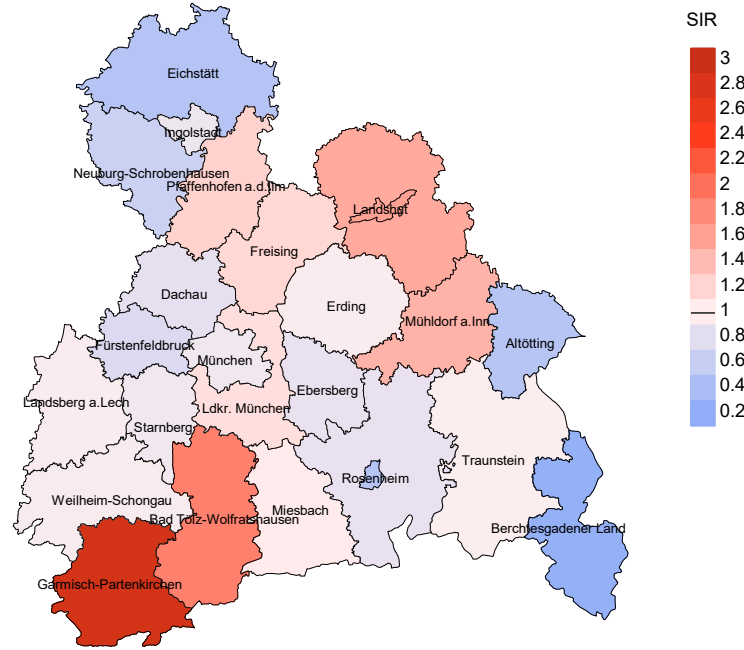 SIR
3
2.8
2.6
2.4
2.2
2
1.8
1.6
1.4
1.2
1
0.8
0.6
0.4
0.2
Eichstätt
Ingolstadt
Neuburg-Schrobenhausen
Pfaffenhofen a.d.Ilm
Landshut
Freising
Dachau
Erding
Mühldorf a.Inn
Fürstenfeldbruck
München
Altötting
Ebersberg
Landsberg a.Lech
Ldkr. München
Starnberg
Traunstein
Rosenheim
Weilheim-Schongau
Miesbach
Bad Tölz-Wolfratshausen
Berchtesgadener Land
Garmisch-Partenkirchen